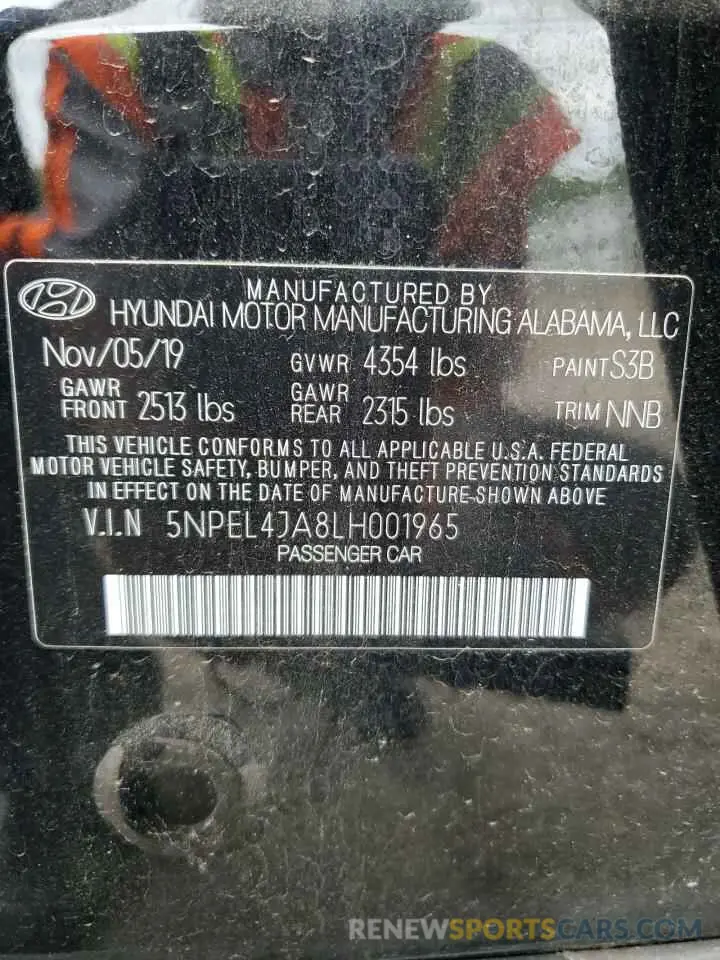 MANUFACTURED BY
HYUNDAI MOTOR MANUFACTURING ALABAMA, LLC
Nov/05/19 GVWR 4354 lbs PAINT S3B
GAWR FRONT 2513 lbs GAWR REAR 2315 lbs TRIM NNB
THIS VEHICLE CONFORMS TO ALL APPLICABLE U.S.A. FEDERAL
MOTOR VEHICLE SAFETY, BUMPER, AND THEFT PREVENTION STANDARDS
IN EFFECT ON THE DATE OF MANUFACTURE-SHOWN ABOVE
V.I.N 5NPEL4JA8LH001965
PASSENGER CAR
RENEWSPORTSCARS.COM